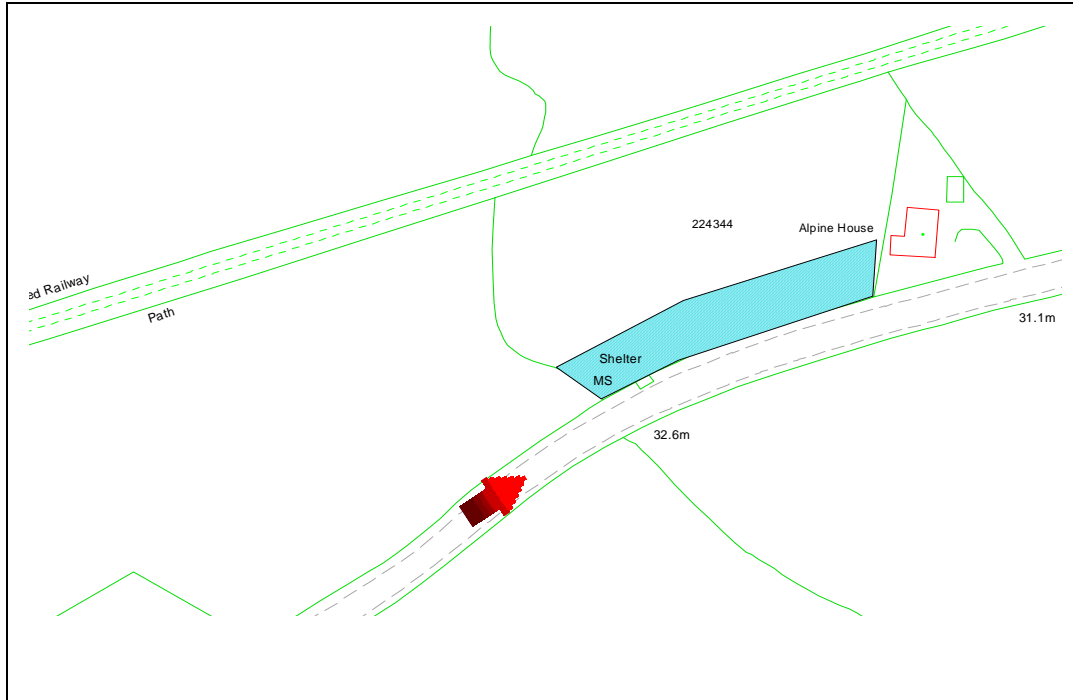 224344
Alpine House
ed Railway
Path
31.1m
Shelter
MS
32.6m